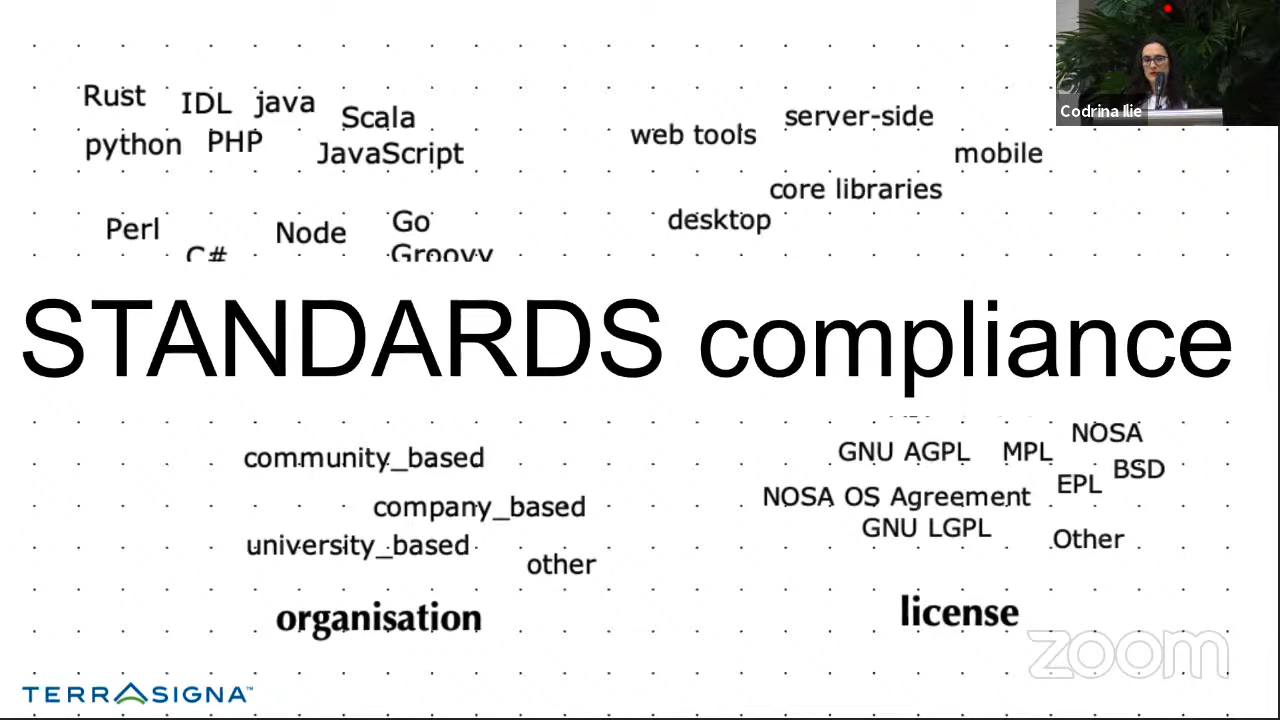 Codrina Ilie
Rust IDL java Scala
python PHP JavaScript
Perl Node Go
C# Groovy
server-side
web tools mobile
core libraries
desktop
STANDARDS compliance
community_based
company_based
university_based
other
organisation
NOSA
GNU AGPL MPL
BSD
EPL
NOSA OS Agreement
GNU LGPL
Other
license
zoom
TERRASIGNA™